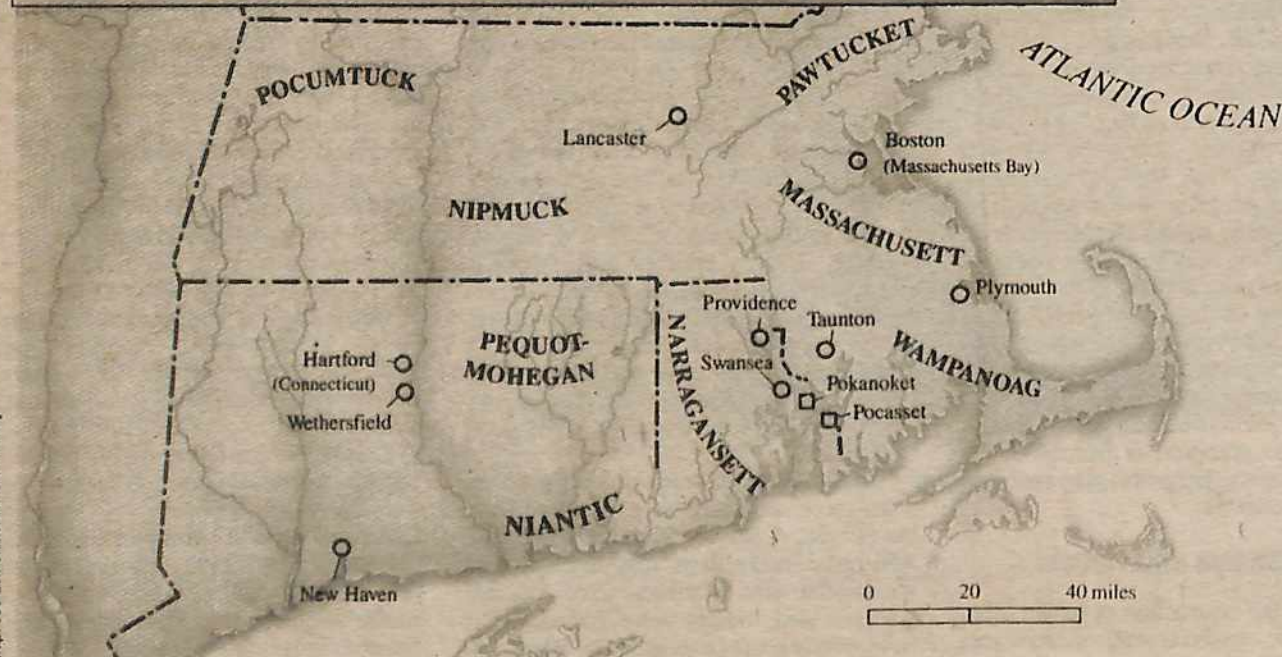 POCUMTUCK
PAWTUCKET
ATLANTIC OCEAN
Lancaster
Boston
(Massachusetts Bay)
NIPMUCK
MASSACHUSETT
Plymouth
Providence
Taunton
NARRAGANSETT
WAMPANOAG
PEQUOT-
MOHEGAN
Hartford
(Connecticut)
Wethersfield
Swansea
Pokanoket
Pocasset
NIANTIC
New Haven
0 20 40 miles